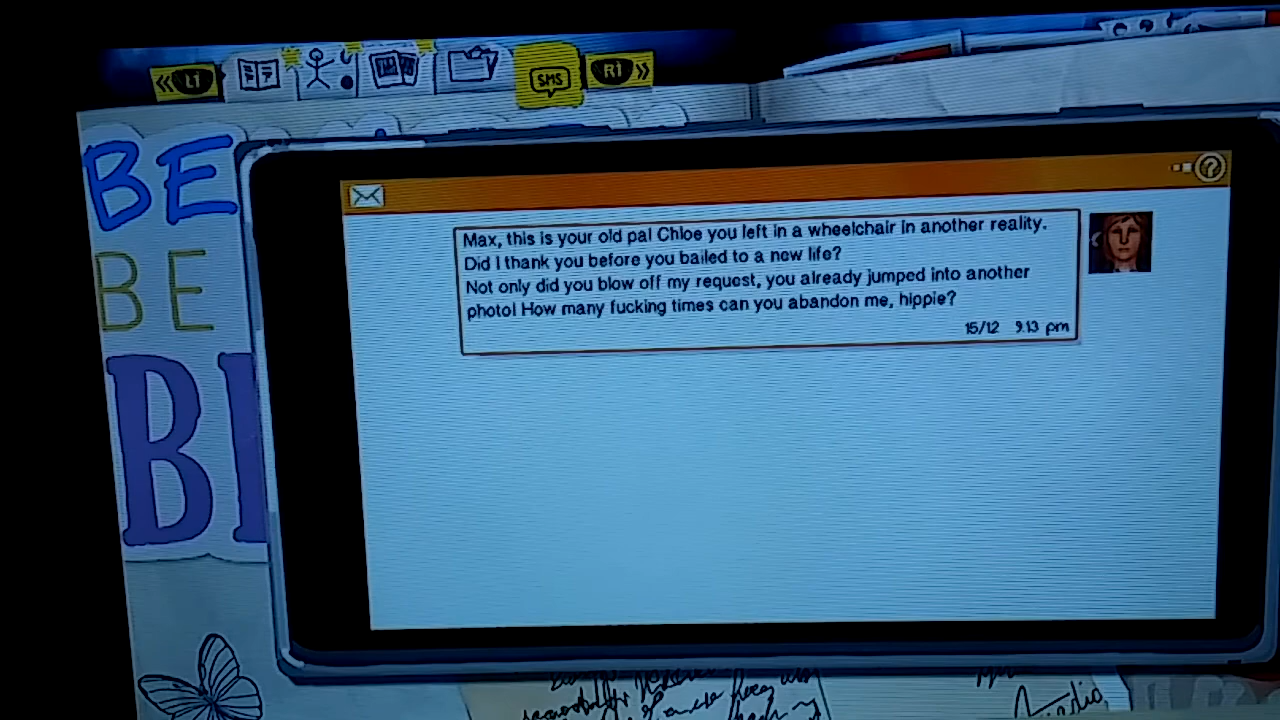 L1
SMS
R1
BE
BE
B
Max, this is your old pal Chloe you left in a wheelchair in another reality.
Did I thank you before you bailed to a new life?
Not only did you blow off my request, you already jumped into another
photo! How many fucking times can you abandon me, hippie?
15/12 9.13 pm
?